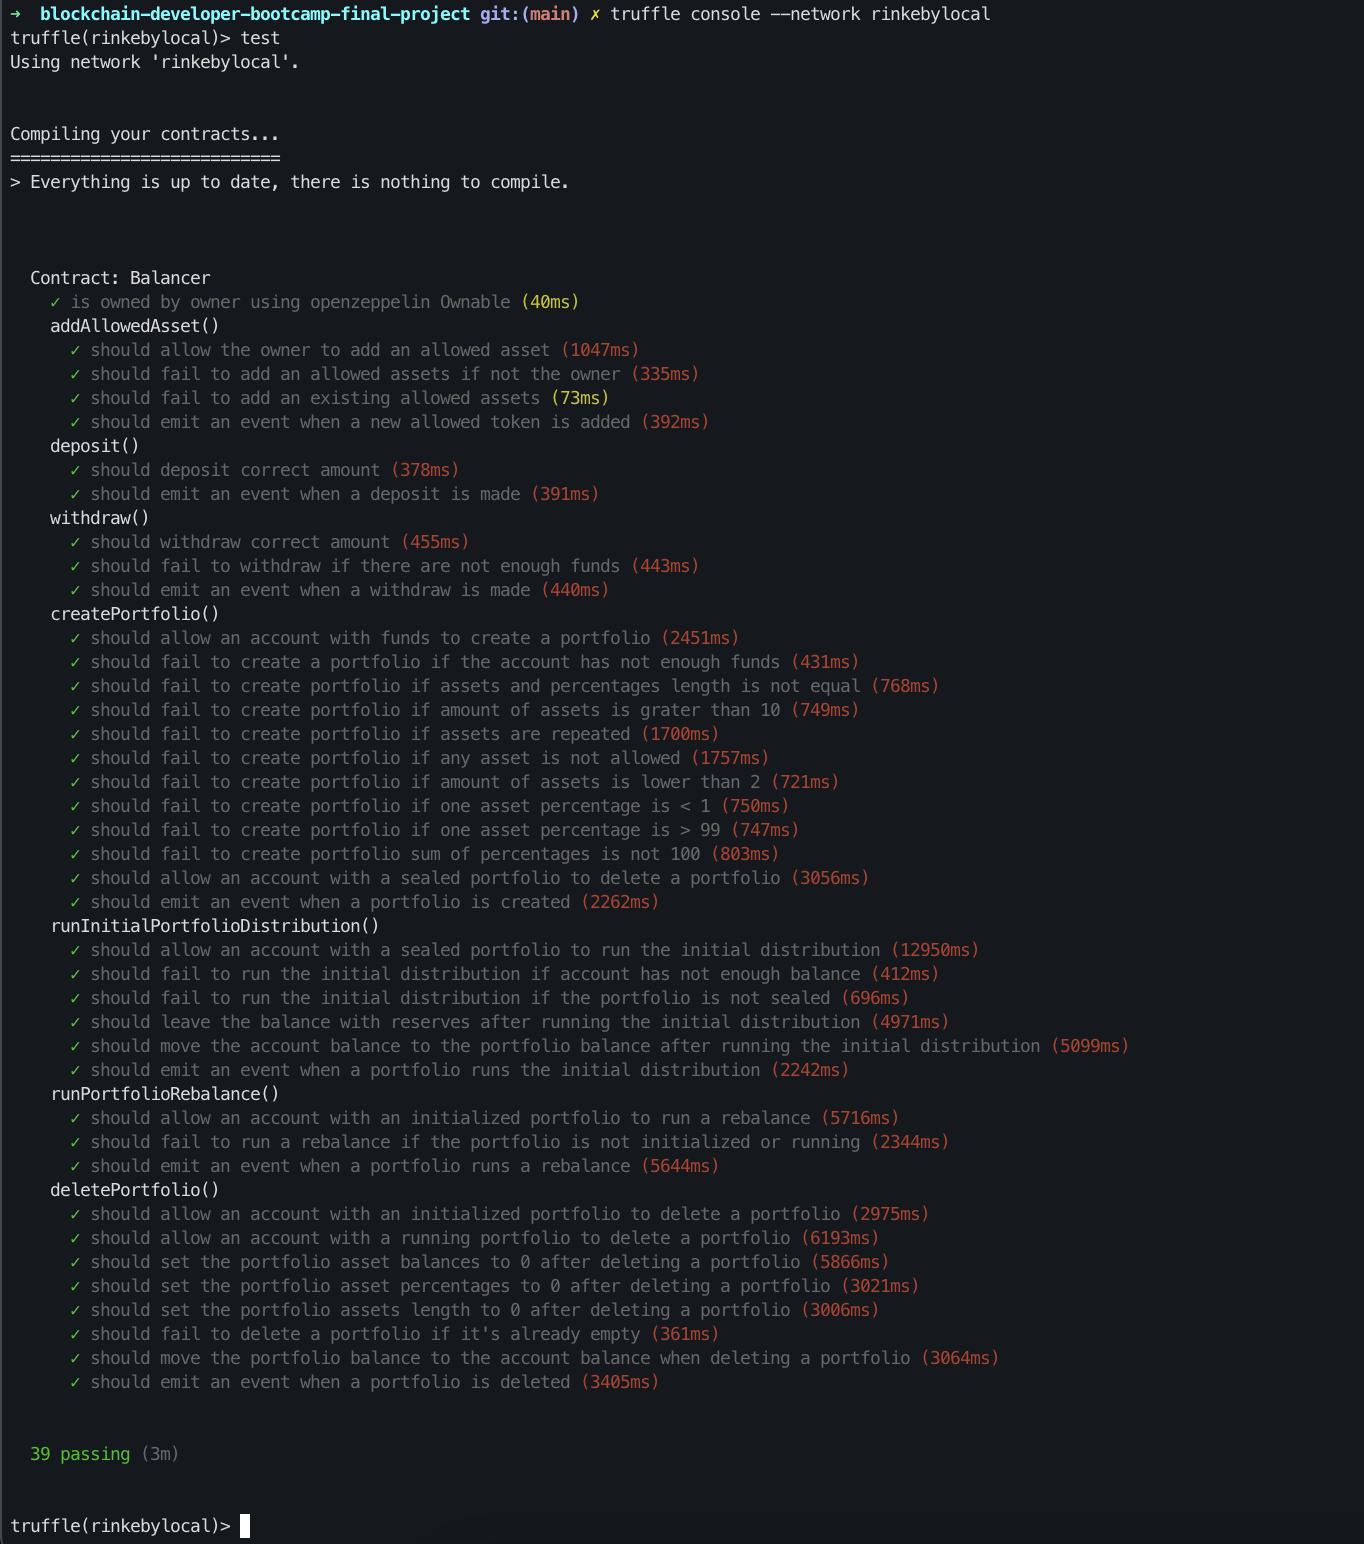 ➜  blockchain-developer-bootcamp-final-project git:(main) ✗ truffle console --network rinkebylocal
truffle(rinkebylocal)> test
Using network 'rinkebylocal'.
Compiling your contracts...
===========================
> Everything is up to date, there is nothing to compile.
Contract: Balancer
✓ is owned by owner using openzeppelin Ownable (40ms)
addAllowedAsset()
✓ should allow the owner to add an allowed asset (1047ms)
✓ should fail to add an allowed assets if not the owner (335ms)
✓ should fail to add an existing allowed assets (73ms)
✓ should emit an event when a new allowed token is added (392ms)
deposit()
✓ should deposit correct amount (378ms)
✓ should emit an event when a deposit is made (391ms)
withdraw()
✓ should withdraw correct amount (455ms)
✓ should fail to withdraw if there are not enough funds (443ms)
✓ should emit an event when a withdraw is made (440ms)
createPortfolio()
✓ should allow an account with funds to create a portfolio (2451ms)
✓ should fail to create a portfolio if the account has not enough funds (431ms)
✓ should fail to create portfolio if assets and percentages length is not equal (768ms)
✓ should fail to create portfolio if amount of assets is grater than 10 (749ms)
✓ should fail to create portfolio if assets are repeated (1700ms)
✓ should fail to create portfolio if any asset is not allowed (1757ms)
✓ should fail to create portfolio if amount of assets is lower than 2 (721ms)
✓ should fail to create portfolio if one asset percentage is < 1 (750ms)
✓ should fail to create portfolio if one asset percentage is > 99 (747ms)
✓ should fail to create portfolio sum of percentages is not 100 (803ms)
✓ should allow an account with a sealed portfolio to delete a portfolio (3056ms)
✓ should emit an event when a portfolio is created (2262ms)
runInitialPortfolioDistribution()
✓ should allow an account with a sealed portfolio to run the initial distribution (12950ms)
✓ should fail to run the initial distribution if account has not enough balance (412ms)
✓ should fail to run the initial distribution if the portfolio is not sealed (696ms)
✓ should leave the balance with reserves after running the initial distribution (4971ms)
✓ should move the account balance to the portfolio balance after running the initial distribution (5099ms)
✓ should emit an event when a portfolio runs the initial distribution (2242ms)
runPortfolioRebalance()
✓ should allow an account with an initialized portfolio to run a rebalance (5716ms)
✓ should fail to run a rebalance if the portfolio is not initialized or running (2344ms)
✓ should emit an event when a portfolio runs a rebalance (5644ms)
deletePortfolio()
✓ should allow an account with an initialized portfolio to delete a portfolio (2975ms)
✓ should allow an account with a running portfolio to delete a portfolio (6193ms)
✓ should set the portfolio asset balances to 0 after deleting a portfolio (5866ms)
✓ should set the portfolio asset percentages to 0 after deleting a portfolio (3021ms)
✓ should set the portfolio assets length to 0 after deleting a portfolio (3006ms)
✓ should fail to delete a portfolio if it's already empty (361ms)
✓ should move the portfolio balance to the account balance when deleting a portfolio (3064ms)
✓ should emit an event when a portfolio is deleted (3405ms)
39 passing (3m)
truffle(rinkebylocal)>